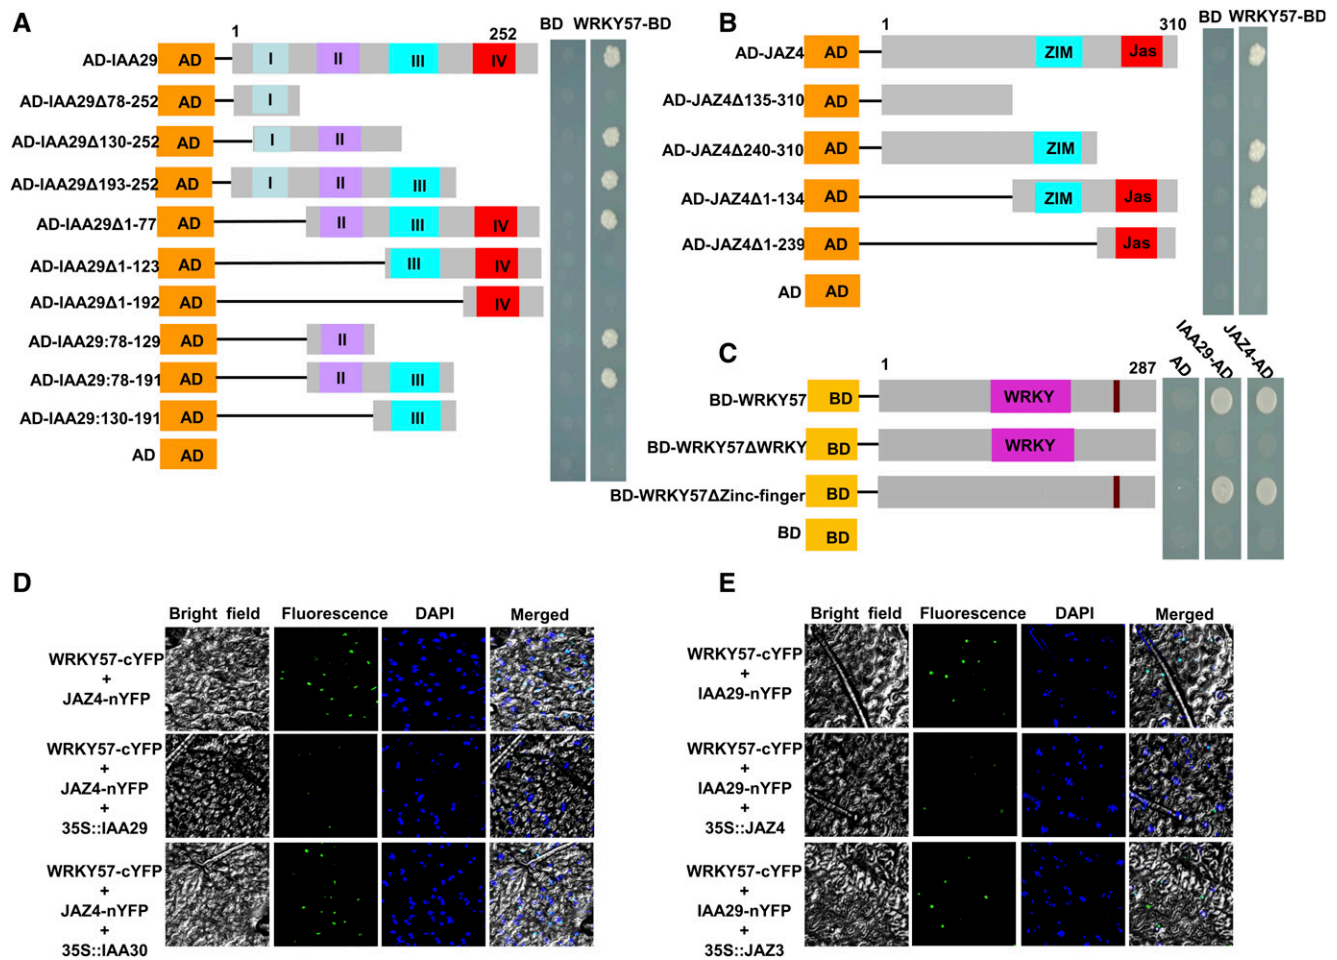 A
1
252
BD WRKY57-BD
AD-IAA29 AD I II III IV
AD-IAA29Δ78-252 AD I
AD-IAA29Δ130-252 AD I II
AD-IAA29Δ193-252 AD I II III
AD-IAA29Δ1-77 AD II III IV
AD-IAA29Δ1-123 AD III IV
AD-IAA29Δ1-192 AD IV
AD-IAA29:78-129 AD II
AD-IAA29:78-191 AD II III
AD-IAA29:130-191 AD III
AD AD
B
1
310
BD WRKY57-BD
AD-JAZ4 AD ZIM Jas
AD-JAZ4Δ135-310 AD
AD-JAZ4Δ240-310 AD ZIM
AD-JAZ4Δ1-134 AD ZIM Jas
AD-JAZ4Δ1-239 AD Jas
AD AD
C
1
287
AD
IAA29-AD
JAZ4-AD
BD-WRKY57 BD WRKY
BD-WRKY57ΔWRKY BD WRKY
BD-WRKY57ΔZinc-finger BD
BD BD
D
Bright field Fluorescence DAPI Merged
WRKY57-cYFP
+
JAZ4-nYFP
WRKY57-cYFP
+
JAZ4-nYFP
+
35S::IAA29
WRKY57-cYFP
+
JAZ4-nYFP
+
35S::IAA30
E
Bright field Fluorescence DAPI Merged
WRKY57-cYFP
+
IAA29-nYFP
WRKY57-cYFP
+
IAA29-nYFP
+
35S::JAZ4
WRKY57-cYFP
+
IAA29-nYFP
+
35S::JAZ3